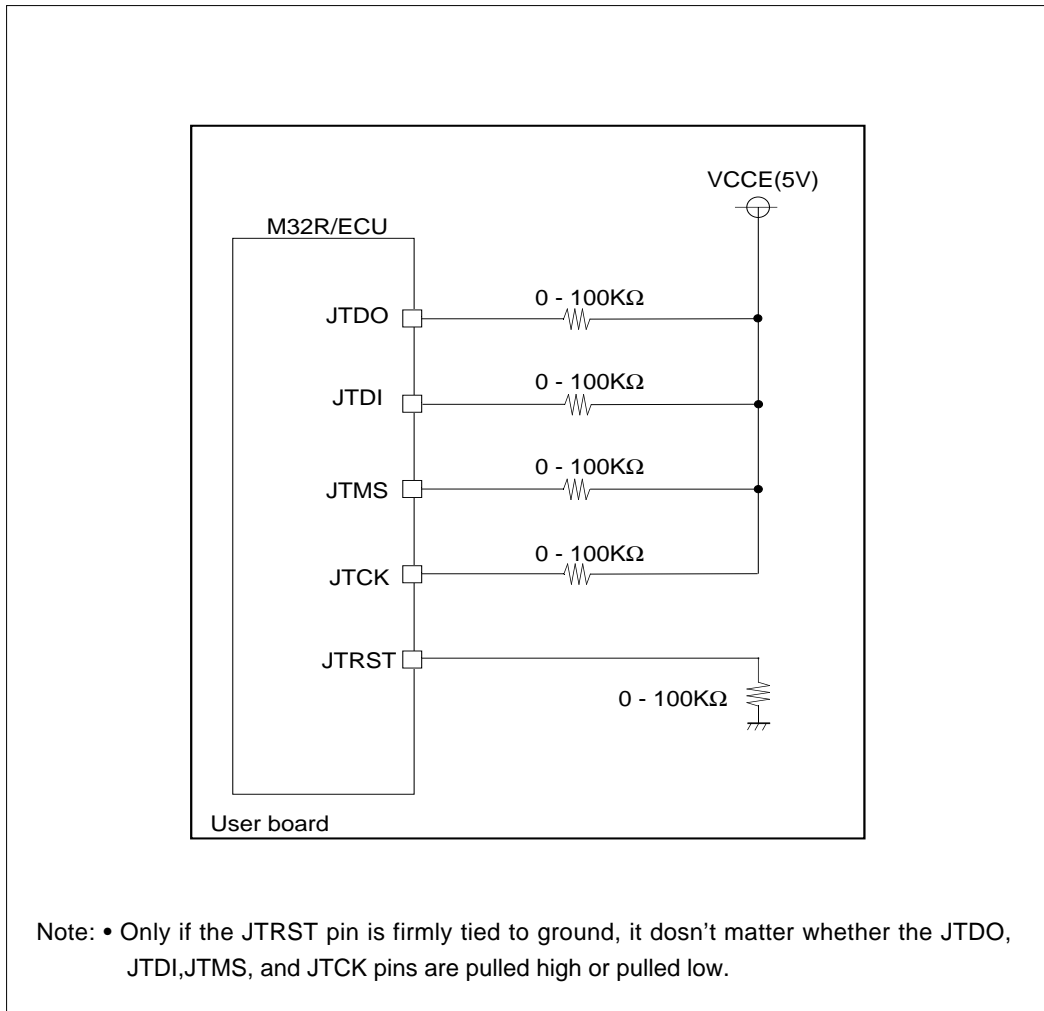 VCCE(5V)
M32R/ECU
0 - 100KΩ
JTDO
0 - 100KΩ
JTDI
0 - 100KΩ
JTMS
0 - 100KΩ
JTCK
JTRST
0 - 100KΩ
User board
Note: • Only if the JTRST pin is firmly tied to ground, it dosn't matter whether the JTDO,
JTDI,JTMS, and JTCK pins are pulled high or pulled low.